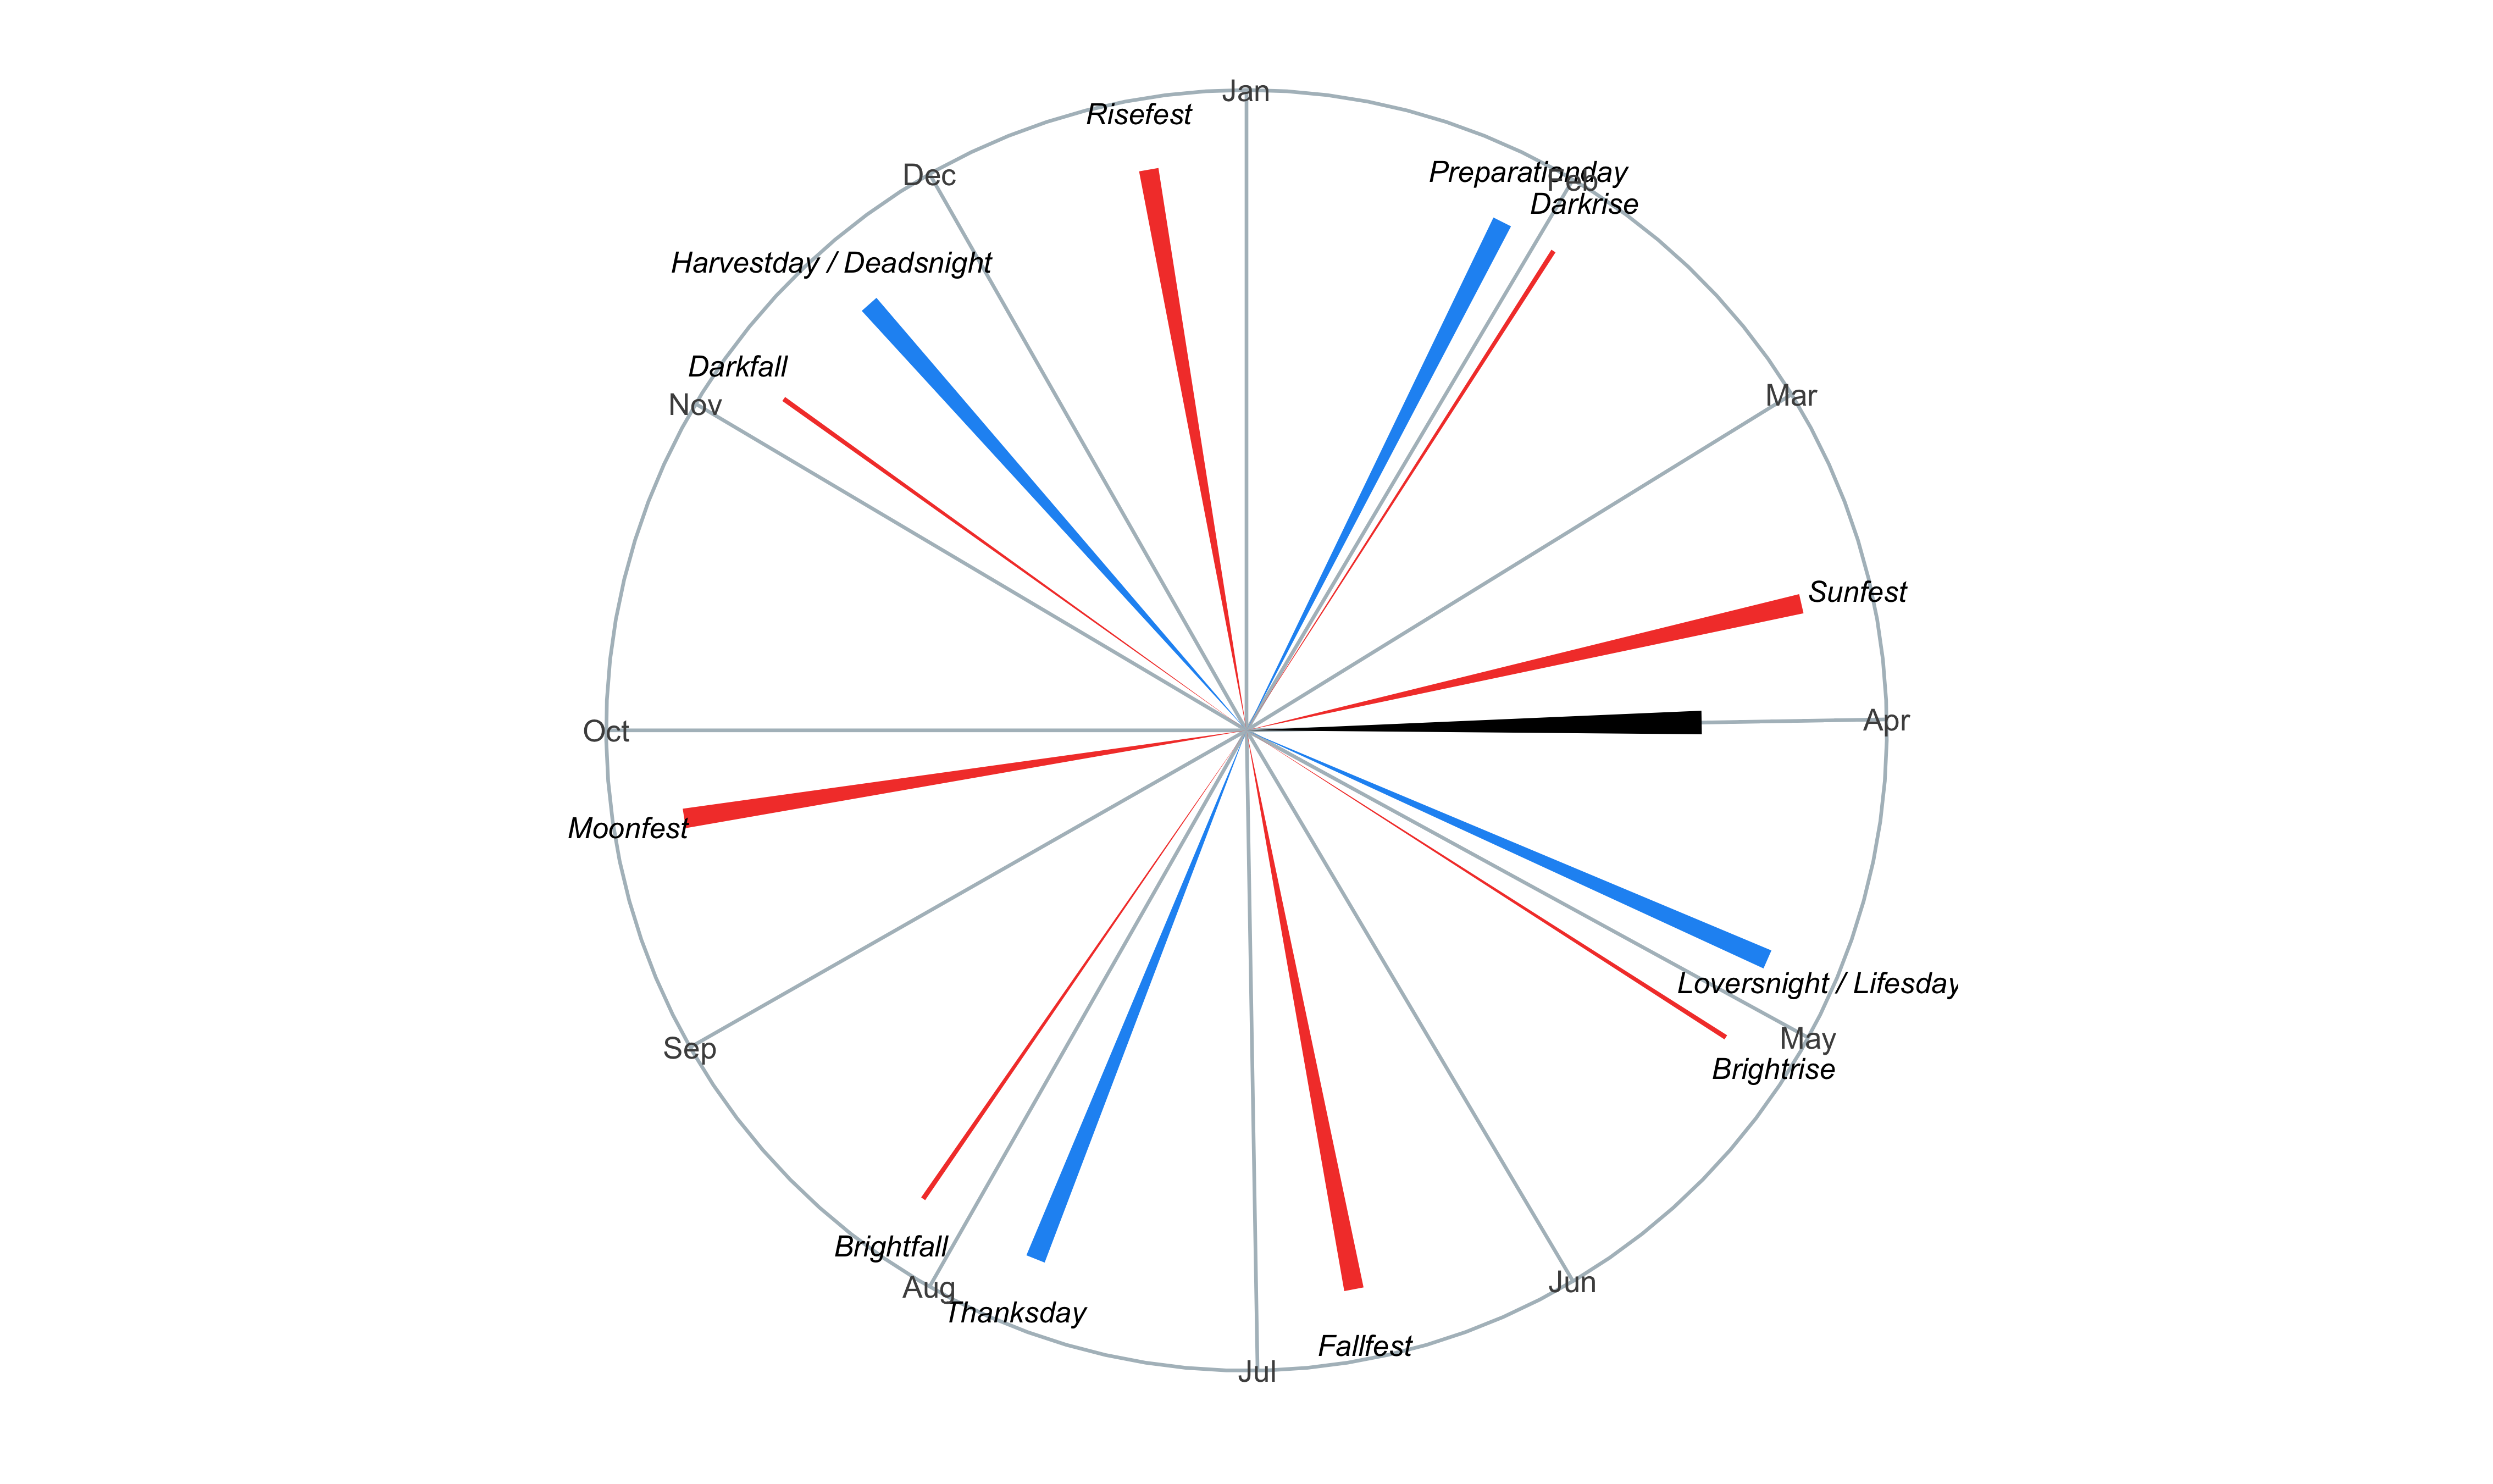 Jan
Risefest
Preparationday
Dec
Feb
Darkrise
Harvestday / Deadsnight
Darkfall
Mar
Nov
Sunfest
Apr
Oct
Moonfest
Loversnight / Lifesday
May
Sep
Brightrise
Brightfall
Jun
Aug
Thanksday
Fallfest
Jul